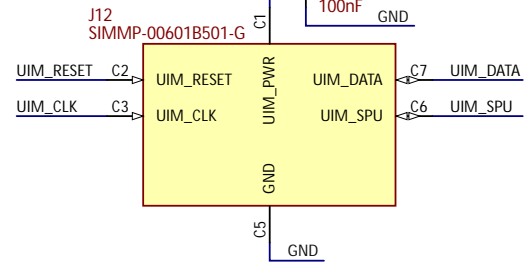 100nF
J12
GND
SIMMP-00601B501-G
C1
UIM_RESET C2 UIM_RESET UIM_PWR UIM_DATA C7 UIM_DATA
UIM_CLK C3 UIM_CLK UIM_SPU C6 UIM_SPU
GND
C5
GND